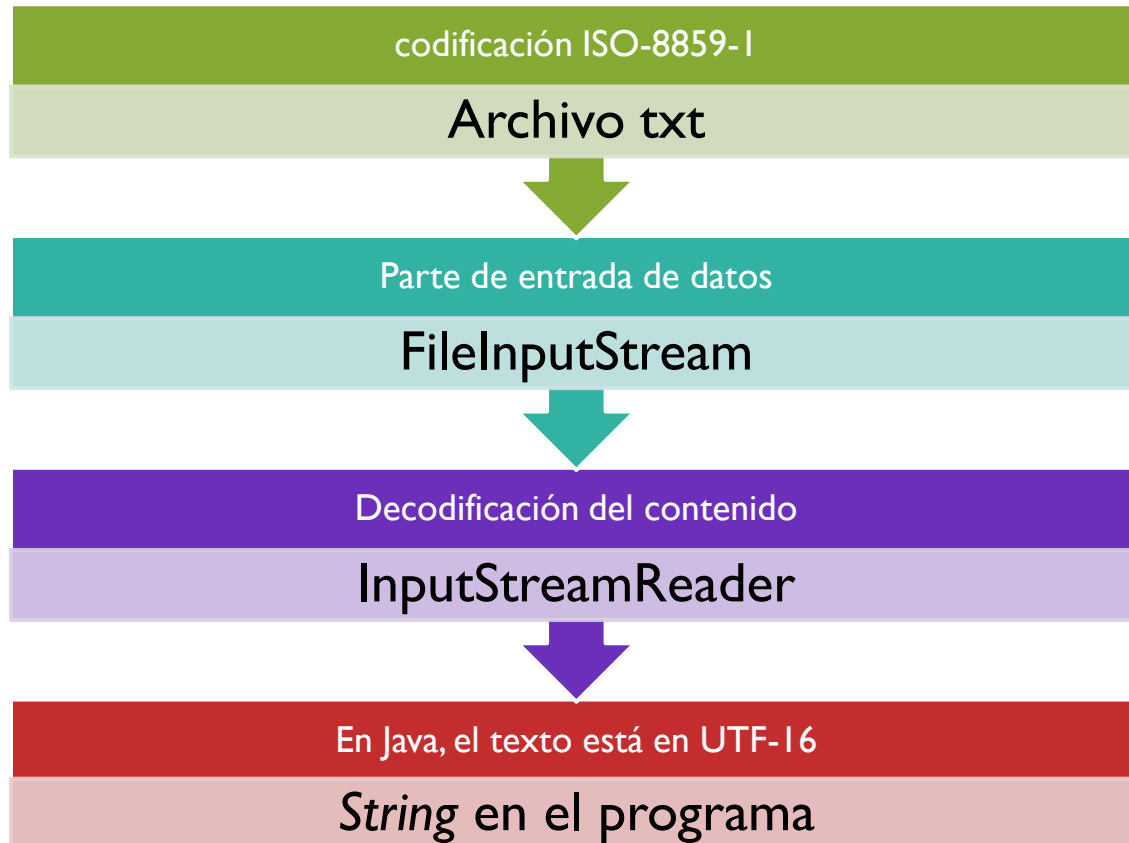 codificación ISO-8859-1
Archivo txt
Parte de entrada de datos
FileInputStream
Decodificación del contenido
InputStreamReader
En Java, el texto está en UTF-16
String en el programa